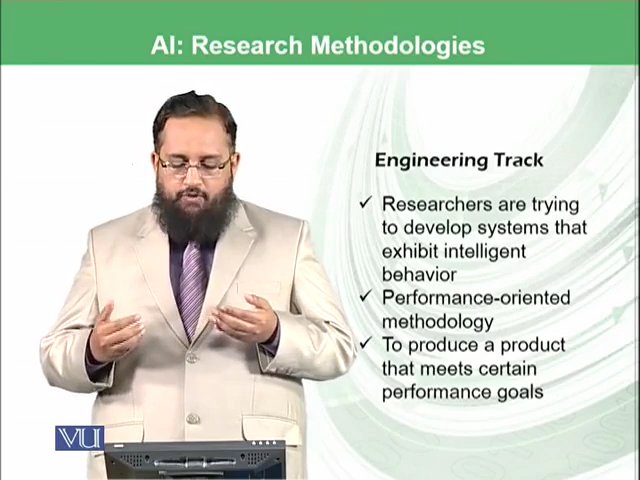 AI: Research Methodologies
Engineering Track
✓ Researchers are trying
to develop systems that
exhibit intelligent
behavior
✓ Performance-oriented
methodology
✓ To produce a product
that meets certain
performance goals
VU